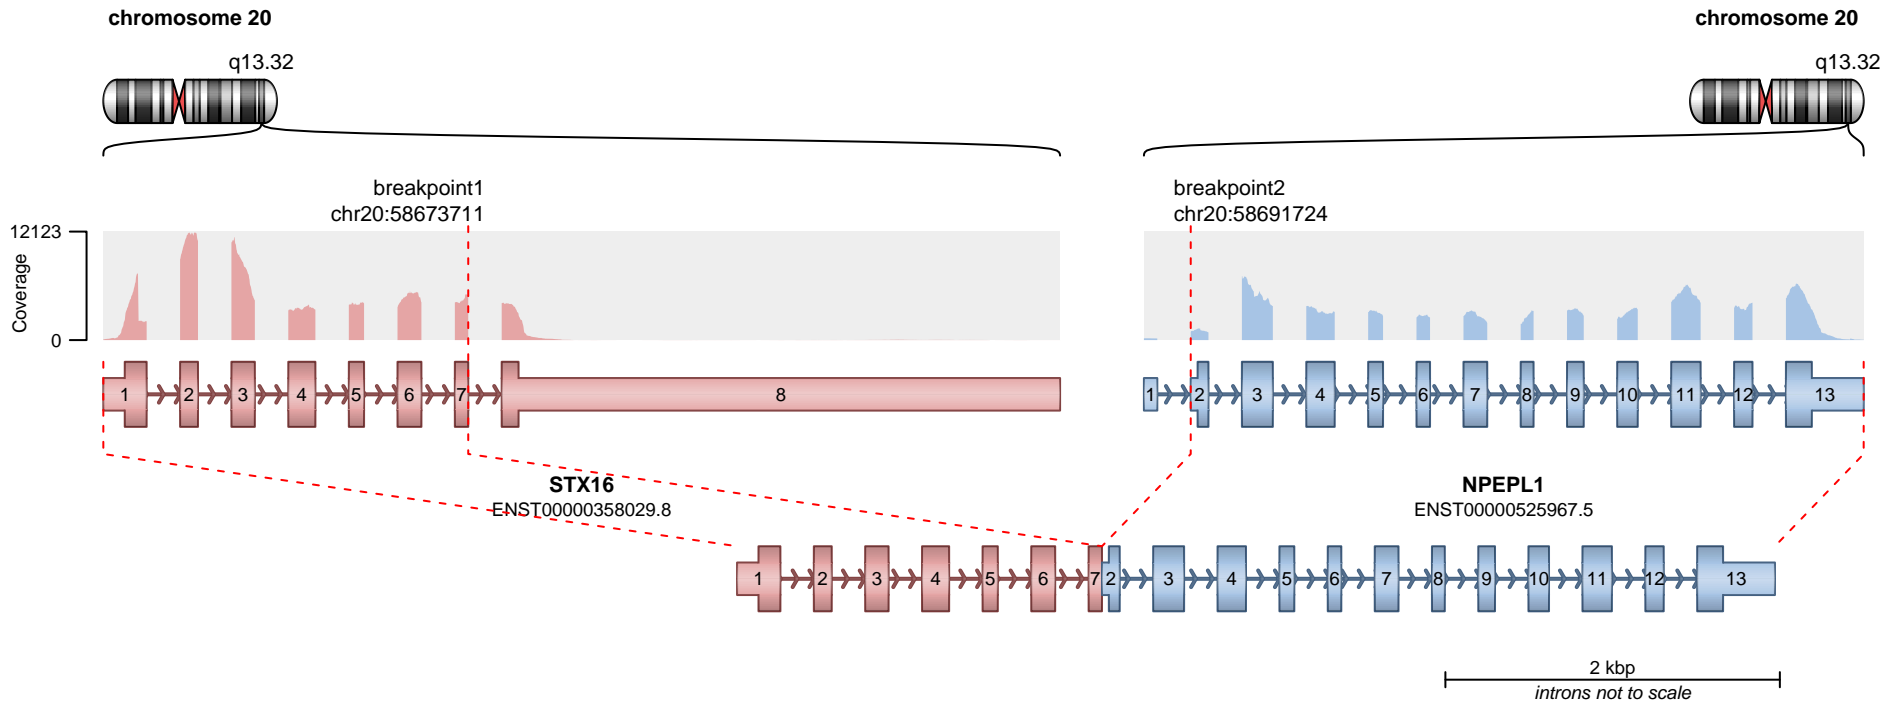 chromosome 20
chromosome 20
q13.32
q13.32
breakpoint1
chr20:58673711
breakpoint2
chr20:58691724
12123
Coverage
0
1 2 3 4 5 6 7 8
1 2 3 4 5 6 7 8 9 10 11 12 13
STX16
ENST00000358029.8
NPEPL1
ENST00000525967.5
1 2 3 4 5 6 7 2 3 4 5 6 7 8 9 10 11 12 13
2 kbp
introns not to scale